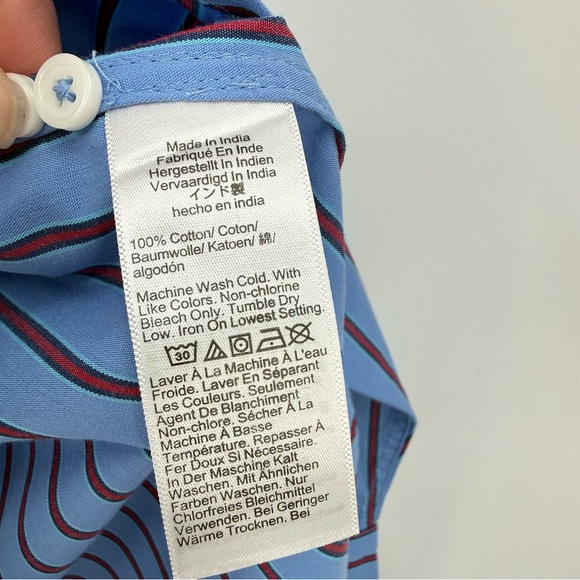 Made In India
Fabriqué En Inde
Hergestellt In Indien
Vervaardigd In India
インド製
hecho en india
100% Cotton/ Coton/
Baumwolle/ Katoen/ 綿/
algodón
Machine Wash Cold. With
Like Colors. Non-chlorine
Bleach Only. Tumble Dry
Low. Iron On Lowest Setting.
30
Laver À La Machine À L'eau
Froide. Laver En Séparant
Les Couleurs. Seulement
Agent De Blanchiment
Non-chlore. Sécher À La
Machine À Basse
Température. Repasser À
Fer Doux Si Nécessaire.
In Der Maschine Kalt
Waschen. Mit Ähnlichen
Farben Waschen. Nur
Chlorfreies Bleichmittel
Verwenden. Bei Geringer
Wärme Trocknen. Bei